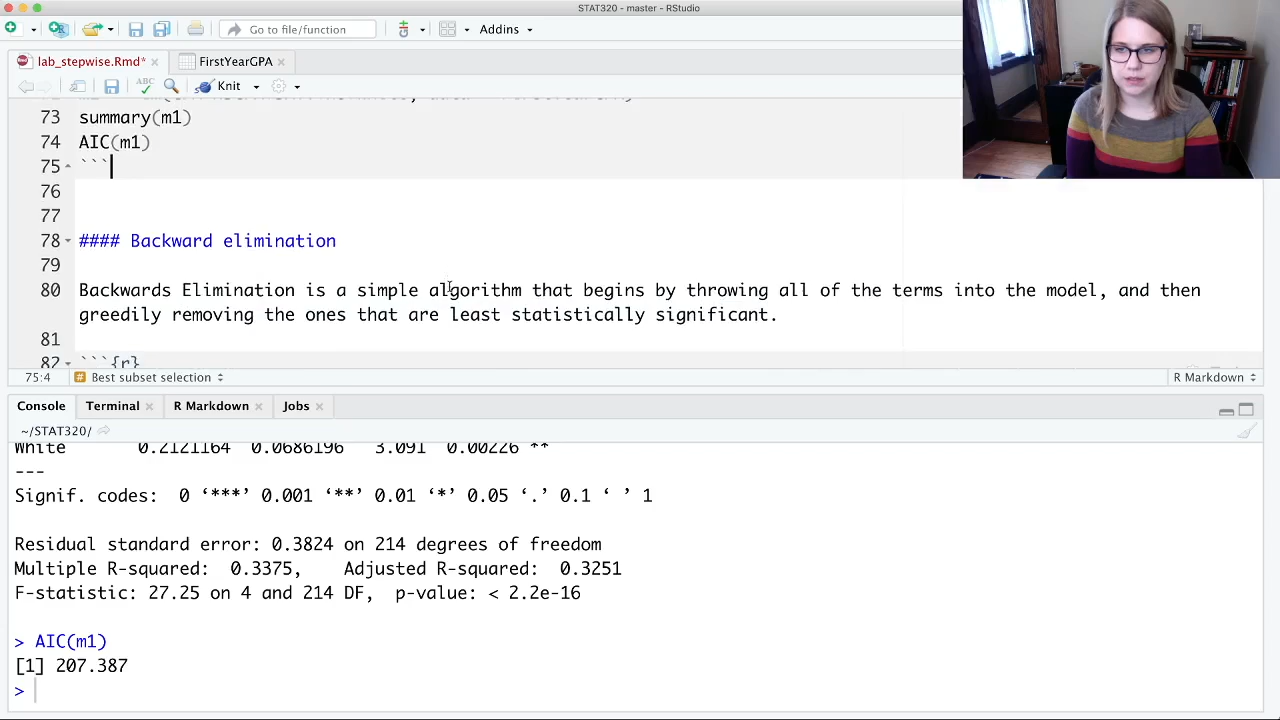 STAT320 - master - RStudio
Go to file/function
Addins
lab_stepwise.Rmd*
FirstYearGPA
ABC
Knit
73 summary(m1)
74 AIC(m1)
75 ```
76
77
78 #### Backward elimination
79
80 Backwards Elimination is a simple algorithm that begins by throwing all of the terms into the model, and then
greedily removing the ones that are least statistically significant.
81
82 ```{r}
75:4
# Best subset selection
R Markdown
Console
Terminal
R Markdown
Jobs
~/STAT320/
White 0.2121164 0.0686196 3.091 0.00226 **
---
Signif. codes: 0 ‘***’ 0.001 ‘**’ 0.01 ‘*’ 0.05 ‘.’ 0.1 ‘ ’ 1
Residual standard error: 0.3824 on 214 degrees of freedom
Multiple R-squared: 0.3375, Adjusted R-squared: 0.3251
F-statistic: 27.25 on 4 and 214 DF, p-value: < 2.2e-16
> AIC(m1)
[1] 207.387
>